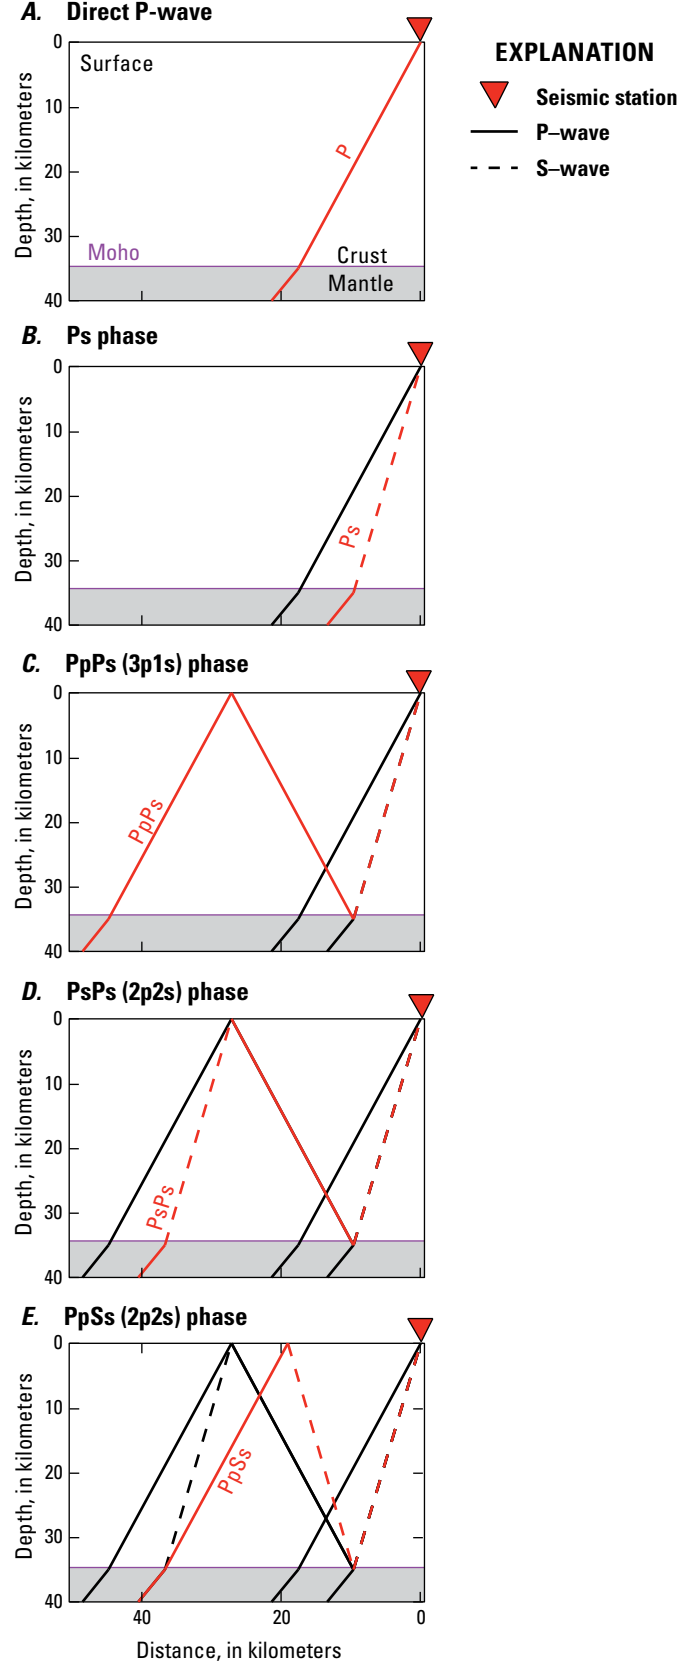 A. Direct P-wave
EXPLANATION
Seismic station
P–wave
S–wave
Depth, in kilometers
0
10
20
30
40
Surface
P
Moho
Crust
Mantle
B. Ps phase
Depth, in kilometers
0
10
20
30
40
Ps
C. PpPs (3p1s) phase
Depth, in kilometers
0
10
20
30
40
PpPs
D. PsPs (2p2s) phase
Depth, in kilometers
0
10
20
30
40
PsPs
E. PpSs (2p2s) phase
Depth, in kilometers
0
10
20
30
40
PpSs
40 20 0
Distance, in kilometers